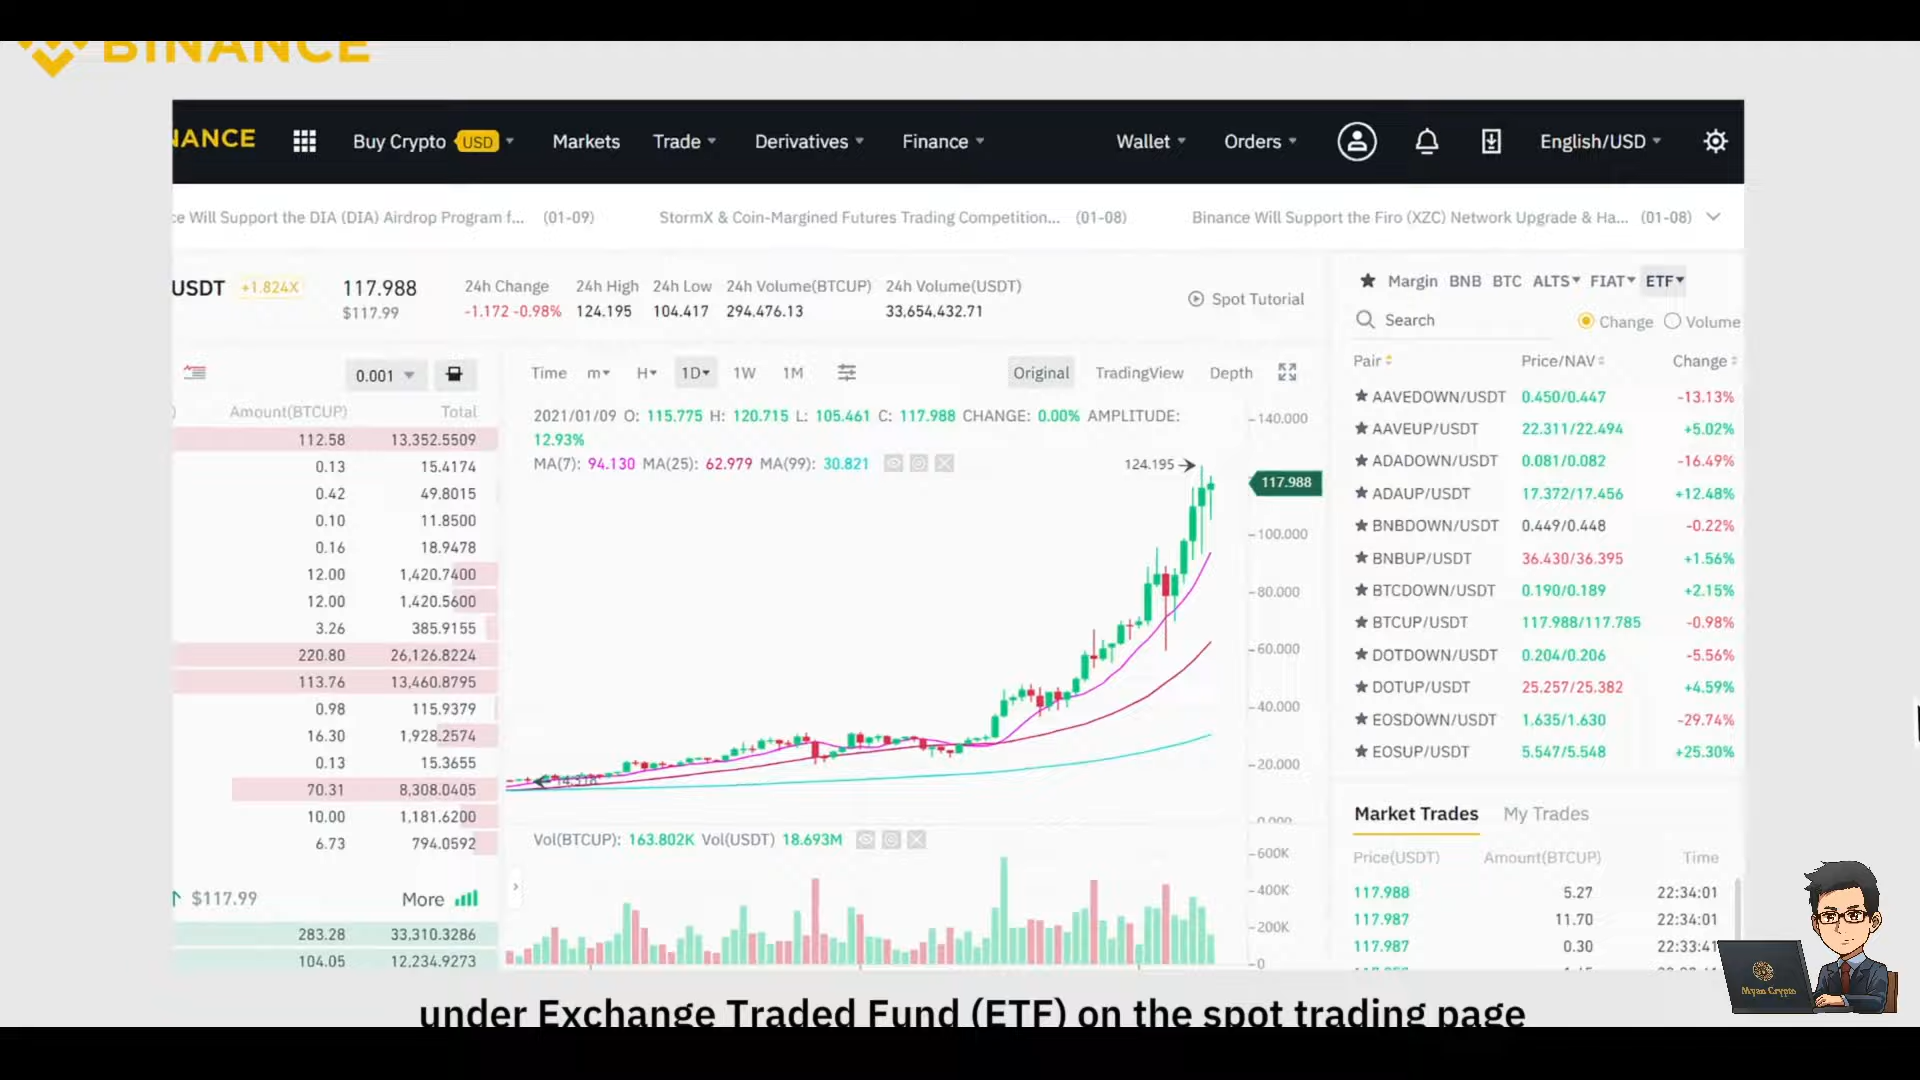 BINANCE
NANCE Buy Crypto USD Markets Trade Derivatives Finance Wallet Orders English/USD
ce Will Support the DIA (DIA) Airdrop Program f... (01-09) StormX & Coin-Margined Futures Trading Competition... (01-08) Binance Will Support the Firo (XZC) Network Upgrade & Ha... (01-08)
USDT +1.824X 117.988 $117.99
24h Change -1.172 -0.98%
24h High 124.195
24h Low 104.417
24h Volume(BTCUP) 294,476.13
24h Volume(USDT) 33,654,432.71
Spot Tutorial
0.001
Amount(BTCUP) Total
112.58 13,352.5509
0.13 15.4174
0.42 49.8015
0.10 11.8500
0.16 18.9478
12.00 1,420.7400
12.00 1,420.5600
3.26 385.9155
220.80 26,126.8224
113.76 13,460.8795
0.98 115.9379
16.30 1,928.2574
0.13 15.3655
70.31 8,308.0405
10.00 1,181.6200
6.73 794.0592
$117.99 More
283.28 33,310.3286
104.05 12,234.9273
Time m H 1D 1W 1M Original TradingView Depth
2021/01/09 O: 115.775 H: 120.715 L: 105.461 C: 117.988 CHANGE: 0.00% AMPLITUDE:
12.93%
MA(7): 94.130 MA(25): 62.979 MA(99): 30.821
124.195
140.000
117.988
100.000
80.000
60.000
40.000
20.000
0.000
Vol(BTCUP): 163.802K Vol(USDT) 18.693M
600K
400K
200K
0
Margin BNB BTC ALTS FIAT ETF
Search Change Volume
Pair Price/NAV Change
AAVEDOWN/USDT 0.450/0.447 -13.13%
AAVEUP/USDT 22.311/22.494 +5.02%
ADADOWN/USDT 0.081/0.082 -16.49%
ADAUP/USDT 17.372/17.456 +12.48%
BNBDOWN/USDT 0.449/0.448 -0.22%
BNBUP/USDT 36.430/36.395 +1.56%
BTCDOWN/USDT 0.190/0.189 +2.15%
BTCUP/USDT 117.988/117.785 -0.98%
DOTDOWN/USDT 0.204/0.206 -5.56%
DOTUP/USDT 25.257/25.382 +4.59%
EOSDOWN/USDT 1.635/1.630 -29.74%
EOSUP/USDT 5.547/5.548 +25.30%
Market Trades My Trades
Price(USDT) Amount(BTCUP) Time
117.988 5.27 22:34:01
117.987 11.70 22:34:01
117.987 0.30 22:33:41
Myan Crypto
under Exchange Traded Fund (ETF) on the spot trading page